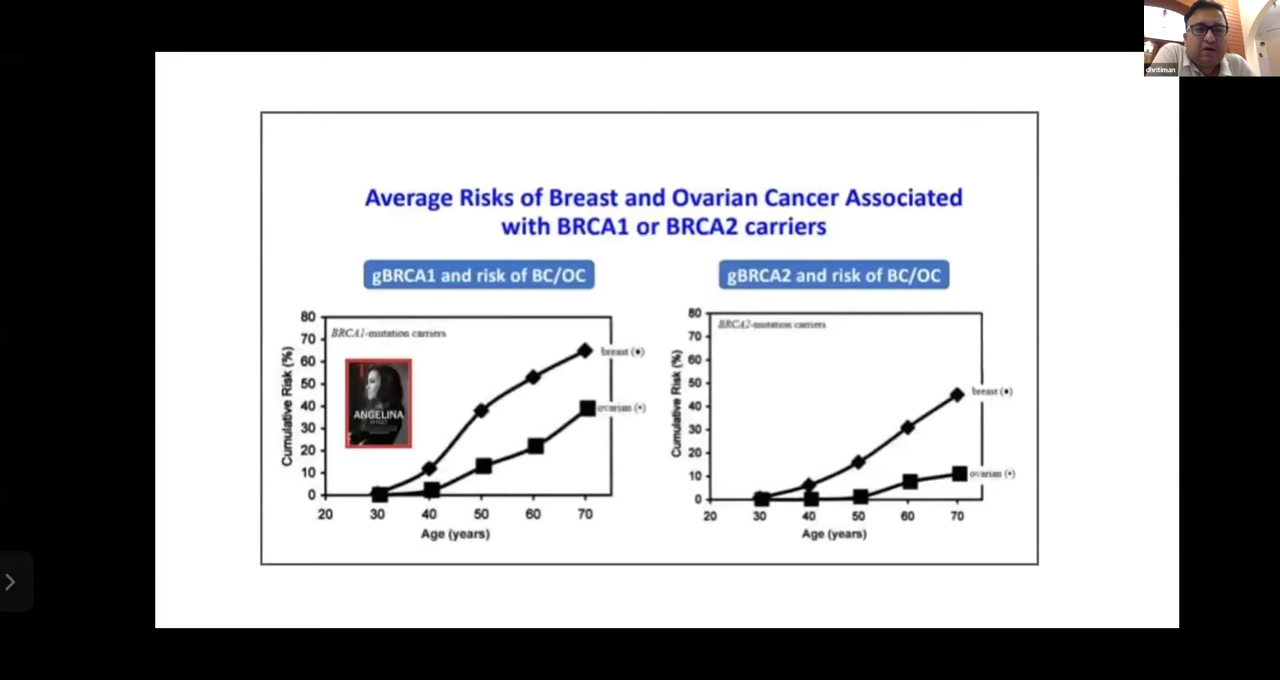 dhritiman
Average Risks of Breast and Ovarian Cancer Associated
with BRCA1 or BRCA2 carriers
gBRCA1 and risk of BC/OC
80
70
60
50
40
30
20
10
0
Cumulative Risk (%)
BRCA1-mutation carriers
ANGELINA
breast (♦)
ovarian (▪)
20 30 40 50 60 70
Age (years)
gBRCA2 and risk of BC/OC
80
70
60
50
40
30
20
10
0
Cumulative Risk (%)
BRCA2-mutation carriers
breast (♦)
ovarian (▪)
20 30 40 50 60 70
Age (years)